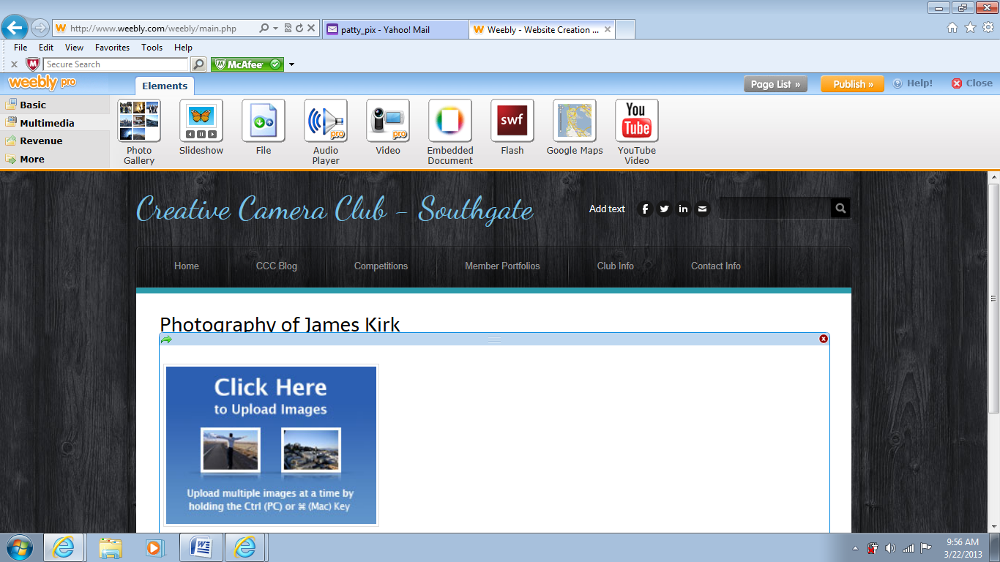 http://www.weebly.com/weebly/main.php
patty_pix - Yahoo! Mail
Weebly - Website Creation ...
File Edit View Favorites Tools Help
Secure Search
McAfee
weebly pro
Elements
Page List »
Publish »
Help!
Close
Basic
Multimedia
Revenue
More
Photo
Gallery
Slideshow
File
pro
Audio
Player
pro
Video
Embedded
Document
swf
Flash
Google Maps
You
Tube
YouTube
Video
Creative Camera Club - Southgate
Add text
Home CCC Blog Competitions Member Portfolios Club Info Contact Info
Photography of James Kirk
Click Here
to Upload Images
Upload multiple images at a time by
holding the Ctrl (PC) or ⌘ (Mac) Key
9:56 AM
3/22/2013